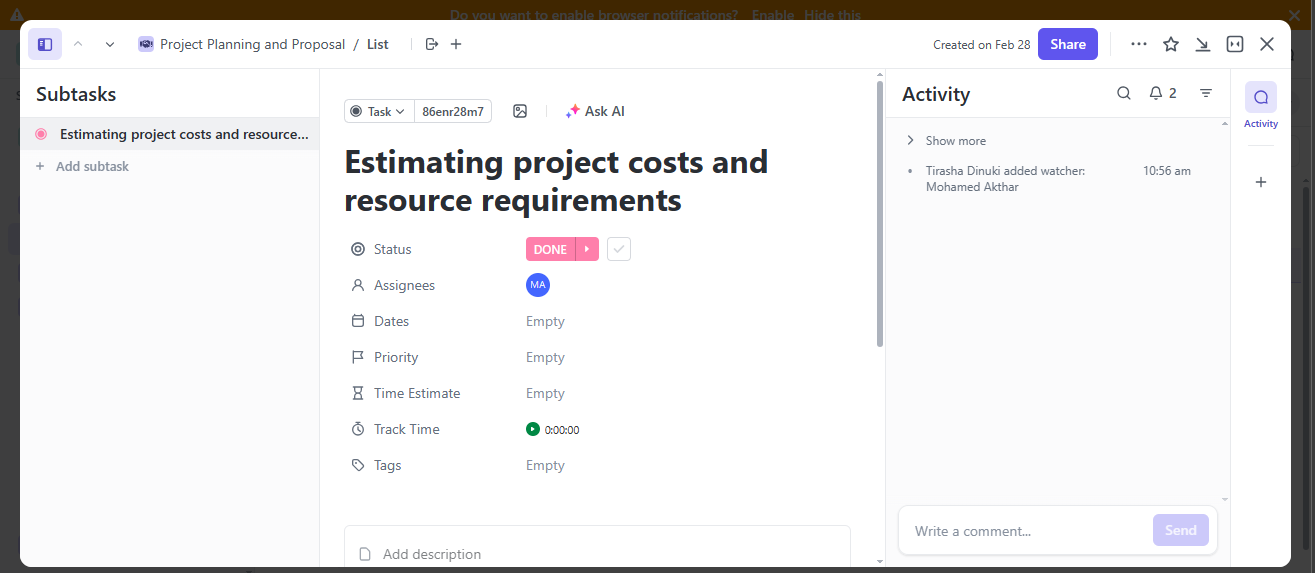 Do you want to enable browser notifications? Enable Hide this
Project Planning and Proposal / List
Created on Feb 28
Share
Subtasks
Estimating project costs and resource...
Add subtask
Task
86enr28m7
Ask AI
Estimating project costs and
resource requirements
Status
DONE
Assignees
MA
Dates
Empty
Priority
Empty
Time Estimate
Empty
Track Time
0:00:00
Tags
Empty
Add description
Activity
2
Show more
Tirasha Dinuki added watcher:
Mohamed Akthar
10:56 am
Write a comment...
Send
Activity